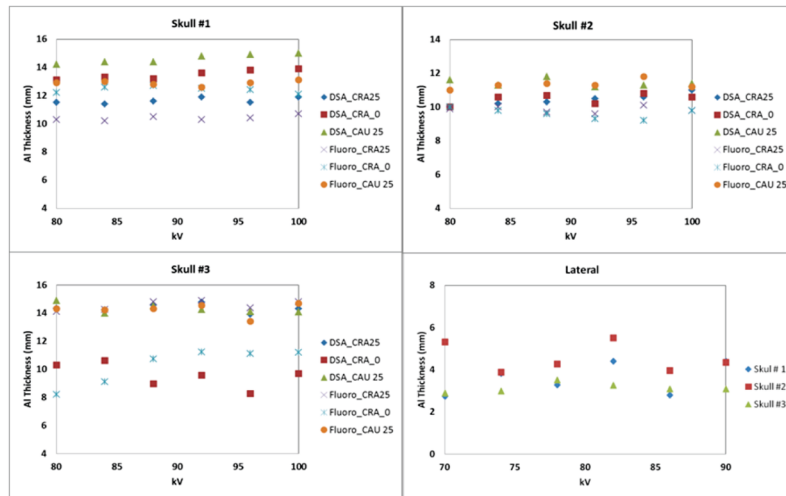 Skull #1
16
14
12
10
8
6
4
Al Thickness (mm)
80 85 90 95 100
kV
DSA_CRA25
DSA_CRA_0
DSA_CAU 25
Fluoro_CRA25
Fluoro_CRA_0
Fluoro_CAU 25
Skull #2
14
12
10
8
6
4
Al Thickness (mm)
80 85 90 95 100
kV
DSA_CRA25
DSA_CRA_0
DSA_CAU 25
Fluoro_CRA25
Fluoro_CRA_0
Fluoro_CAU 25
Skull #3
16
14
12
10
8
6
4
Al Thickness (mm)
80 85 90 95 100
kV
DSA_CRA25
DSA_CRA_0
DSA_CAU 25
Fluoro_CRA25
Fluoro_CRA_0
Fluoro_CAU 25
Lateral
8
6
4
2
0
Al Thickness (mm)
70 75 80 85 90
kV
Skul # 1
Skull #2
Skull #3